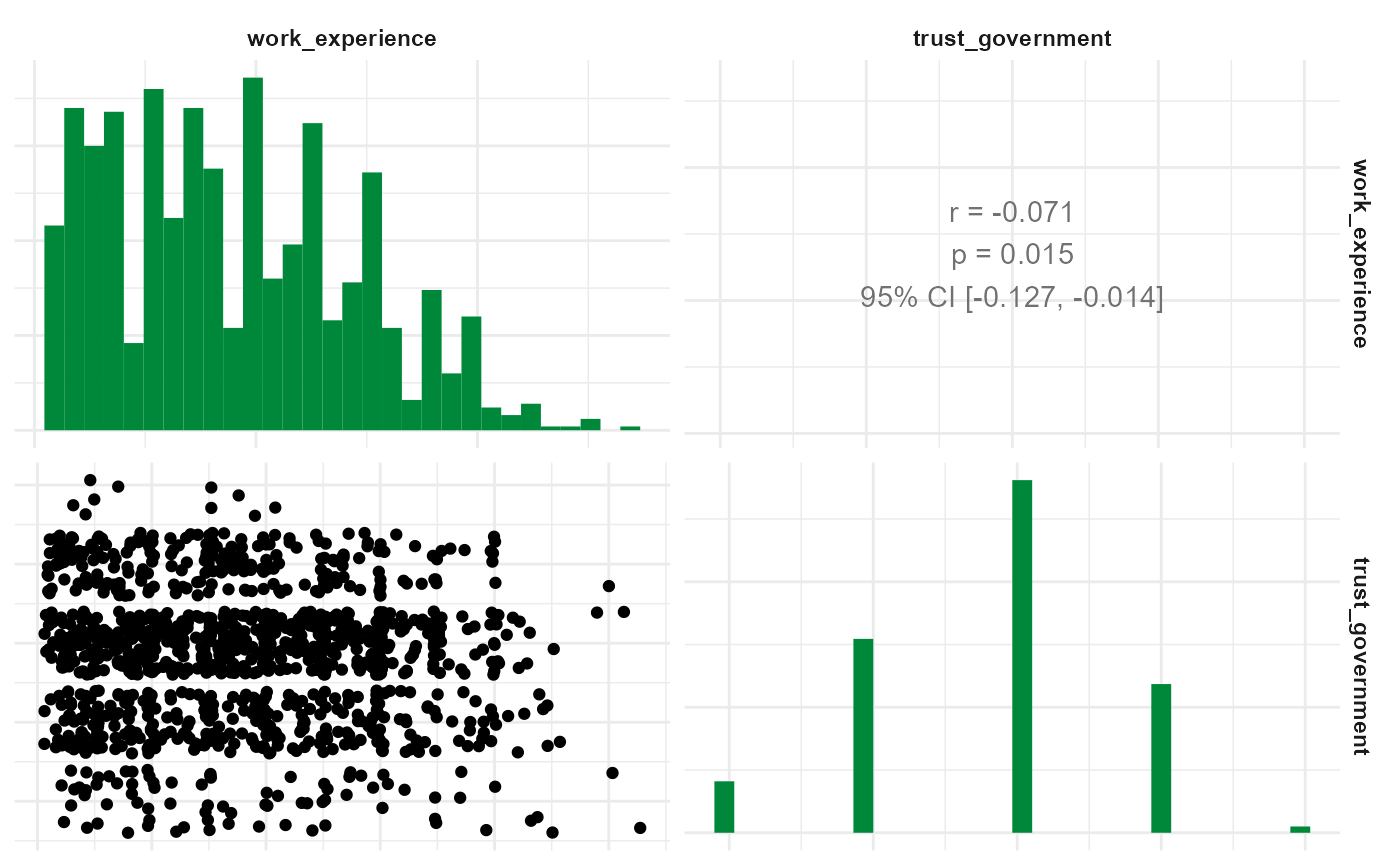 work_experience
trust_government
work_experience
r = -0.071
p = 0.015
95% CI [-0.127, -0.014]
trust_government